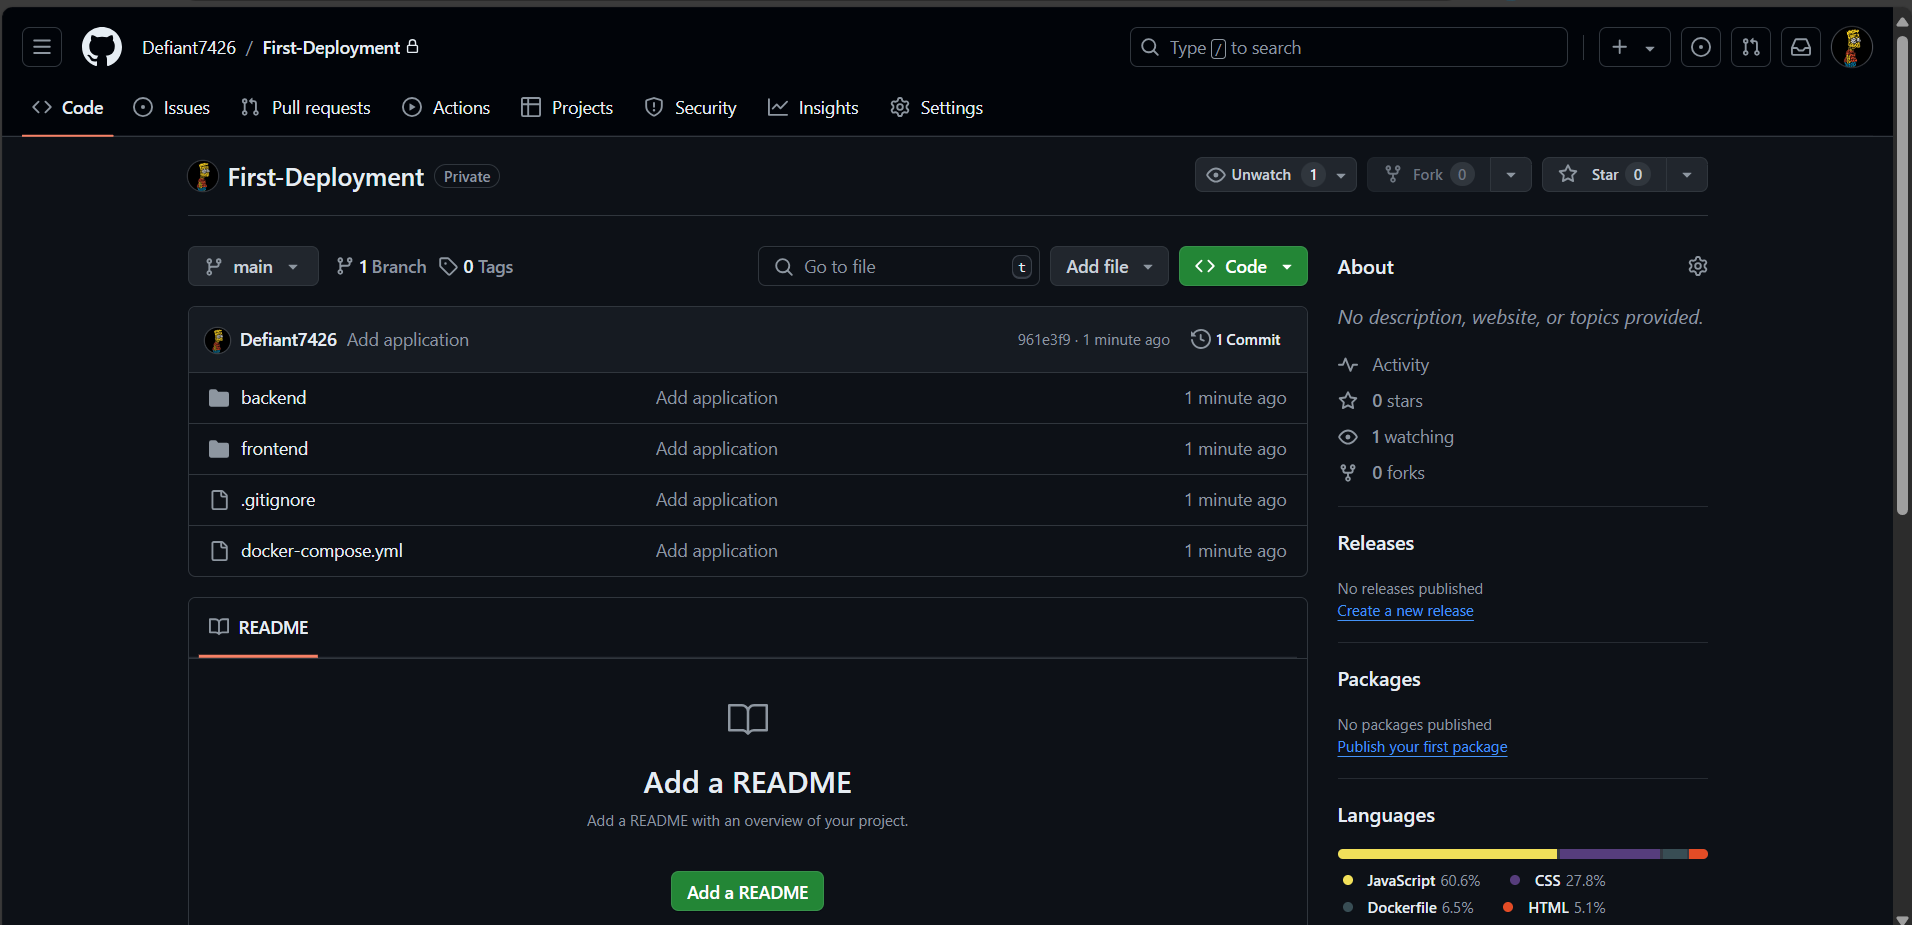 Defiant7426 / First-Deployment
Type / to search
Code Issues Pull requests Actions Projects Security Insights Settings
First-Deployment Private
Unwatch 1 Fork 0 Star 0
main 1 Branch 0 Tags
Go to file t Add file Code
Defiant7426 Add application 961e3f9 · 1 minute ago 1 Commit
backend Add application 1 minute ago
frontend Add application 1 minute ago
.gitignore Add application 1 minute ago
docker-compose.yml Add application 1 minute ago
README
Add a README
Add a README with an overview of your project.
Add a README
About
No description, website, or topics provided.
Activity
0 stars
1 watching
0 forks
Releases
No releases published
Create a new release
Packages
No packages published
Publish your first package
Languages
JavaScript 60.6% CSS 27.8%
Dockerfile 6.5% HTML 5.1%